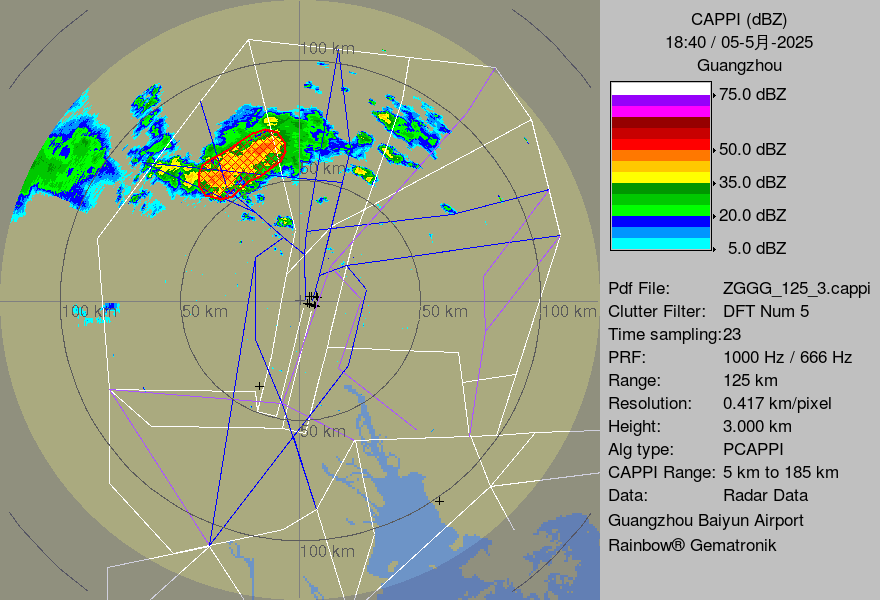 CAPPI (dBZ)
18:40 / 05-5月-2025
Guangzhou
75.0 dBZ
50.0 dBZ
35.0 dBZ
20.0 dBZ
5.0 dBZ
100 km
50 km
100 km
50 km
50 km
100 km
50 km
100 km
Pdf File: ZGGG_125_3.cappi
Clutter Filter: DFT Num 5
Time sampling:23
PRF: 1000 Hz / 666 Hz
Range: 125 km
Resolution: 0.417 km/pixel
Height: 3.000 km
Alg type: PCAPPI
CAPPI Range: 5 km to 185 km
Data: Radar Data
Guangzhou Baiyun Airport
Rainbow® Gematronik